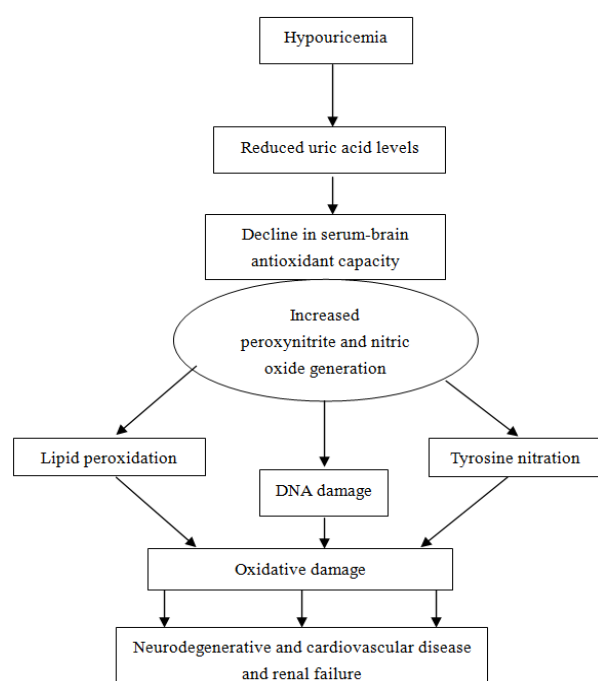 Hypouricemia
Reduced uric acid levels
Decline in serum-brain
antioxidant capacity
Increased
peroxynitrite and nitric
oxide generation
Lipid peroxidation
Tyrosine nitration
DNA damage
Oxidative damage
Neurodegenerative and cardiovascular disease
and renal failure